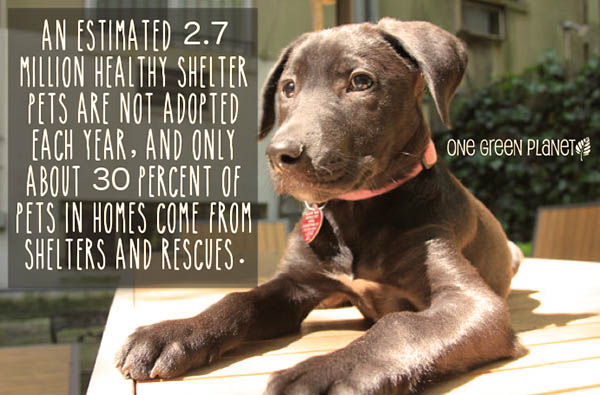 AN ESTIMATED 2.7
MILLION HEALTHY SHELTER
PETS ARE NOT ADOPTED
EACH YEAR, AND ONLY
ABOUT 30 PERCENT OF
PETS IN HOMES COME FROM
SHELTERS AND RESCUES.
ONE GREEN PLANET